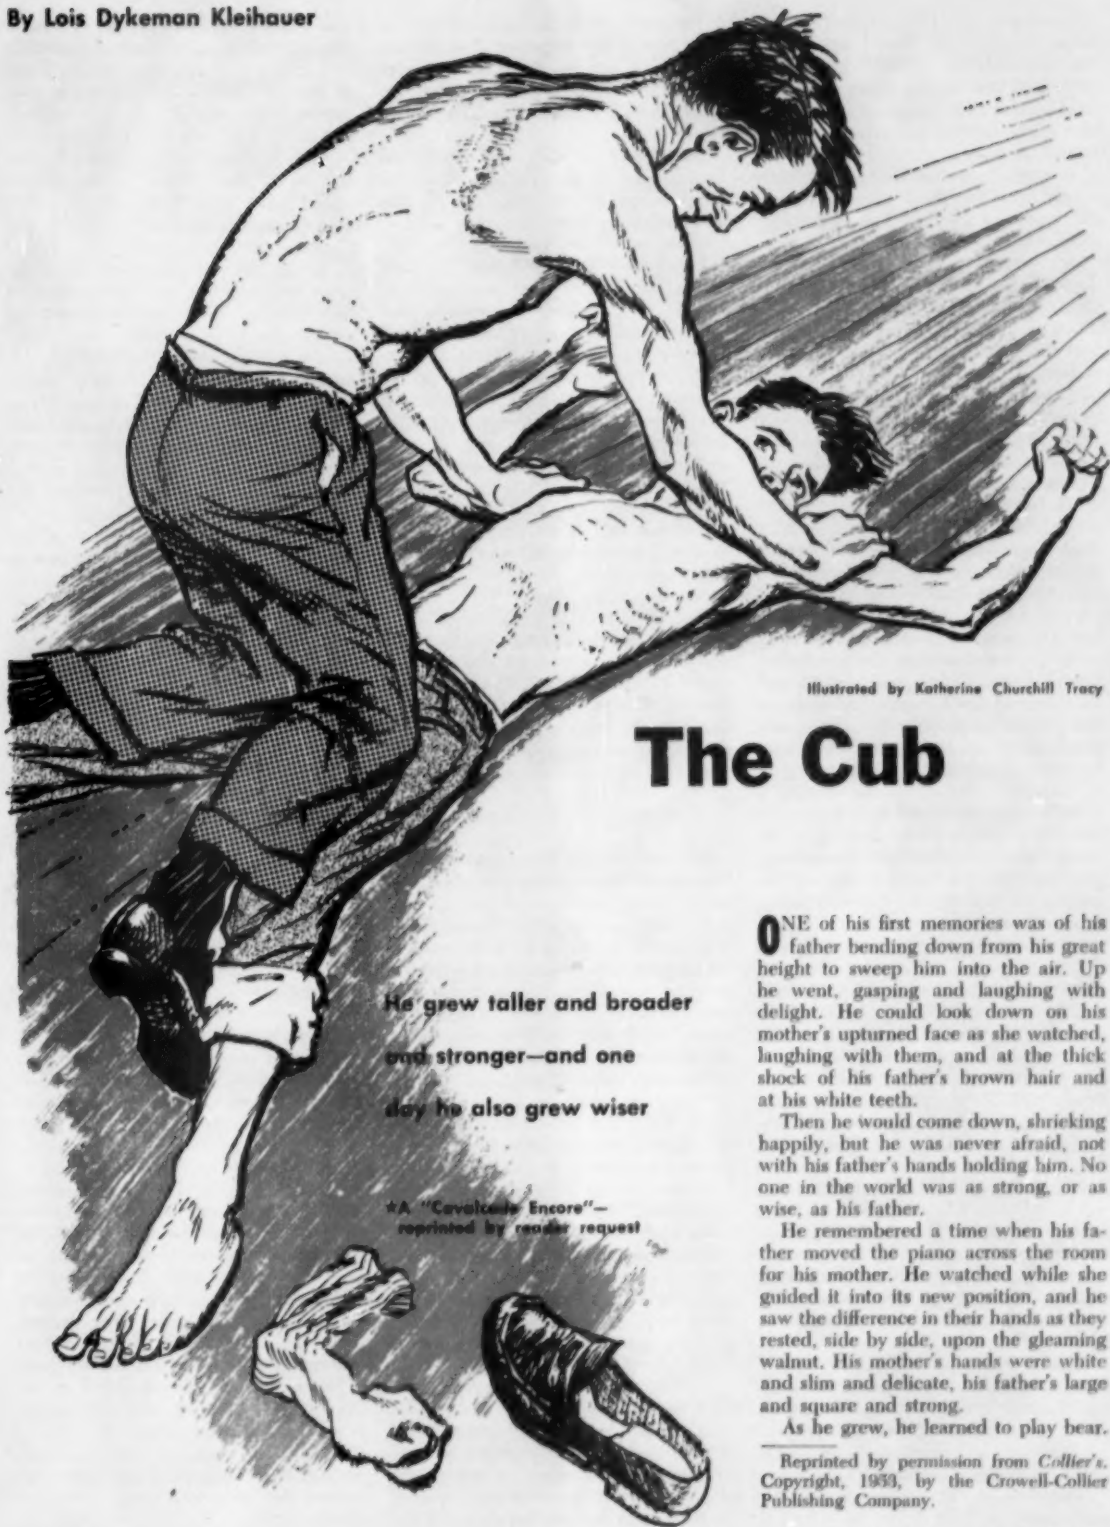 By Lois Dykeman Kleihauer
Illustrated by Katherine Churchill Tracy
The Cub
He grew taller and broader
and stronger—and one
day he also grew wiser
★A "Cavalcade Encore"—
reprinted by reader request
ONE of his first memories was of his
father bending down from his great
height to sweep him into the air. Up
he went, gasping and laughing with
delight. He could look down on his
mother's upturned face as she watched,
laughing with them, and at the thick
shock of his father's brown hair and
at his white teeth.
Then he would come down, shrieking
happily, but he was never afraid, not
with his father's hands holding him. No
one in the world was as strong, or as
wise, as his father.
He remembered a time when his fa-
ther moved the piano across the room
for his mother. He watched while she
guided it into its new position, and he
saw the difference in their hands as they
rested, side by side, upon the gleaming
walnut. His mother's hands were white
and slim and delicate, his father's large
and square and strong.
As he grew, he learned to play bear.
Reprinted by permission from Collier's.
Copyright, 1953, by the Crowell-Collier
Publishing Company.